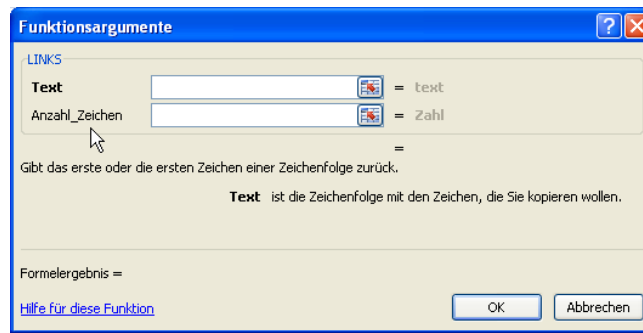 Funktionsargumente
LINKS
Text = text
Anzahl_Zeichen = Zahl
=
Gibt das erste oder die ersten Zeichen einer Zeichenfolge zurück.
Text ist die Zeichenfolge mit den Zeichen, die Sie kopieren wollen.
Formelergebnis =
Hilfe für diese Funktion OK Abbrechen